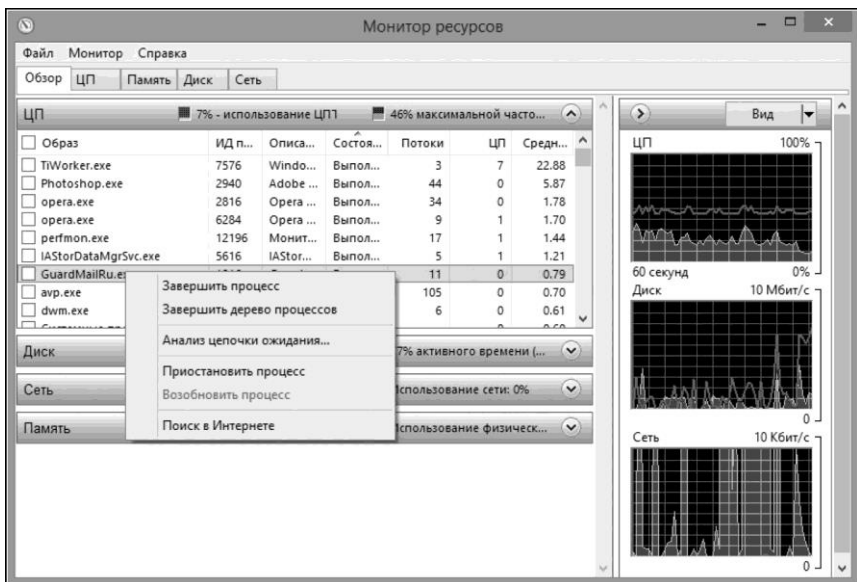 Монитор ресурсов
Файл Монитор Справка
Обзор ЦП Память Диск Сеть
ЦП 7% - использование ЦП 46% максимальной часто...
Образ ИД п... Описа... Состоя... Потоки ЦП Средн...
TiWorker.exe 7576 Windo... Выпол... 3 7 22.88
Photoshop.exe 2940 Adobe ... Выпол... 44 0 5.87
opera.exe 2816 Opera ... Выпол... 34 0 1.78
opera.exe 6284 Opera ... Выпол... 9 1 1.70
perfmon.exe 12196 Монит... Выпол... 17 1 1.44
IAStorDataMgrSvc.exe 5616 IAStor... Выпол... 5 1 1.21
GuardMailRu.ex 11 0 0.79
avp.exe 105 0 0.70
dwm.exe 6 0 0.61
Завершить процесс
Завершить дерево процессов
Анализ цепочки ожидания...
Приостановить процесс
Возобновить процесс
Поиск в Интернете
Диск 7% активного времени (...
Сеть Использование сети: 0%
Память Использование физическ...
Вид
ЦП 100%
60 секунд 0%
Диск 10 Мбит/с
0
Сеть 10 Кбит/с
0